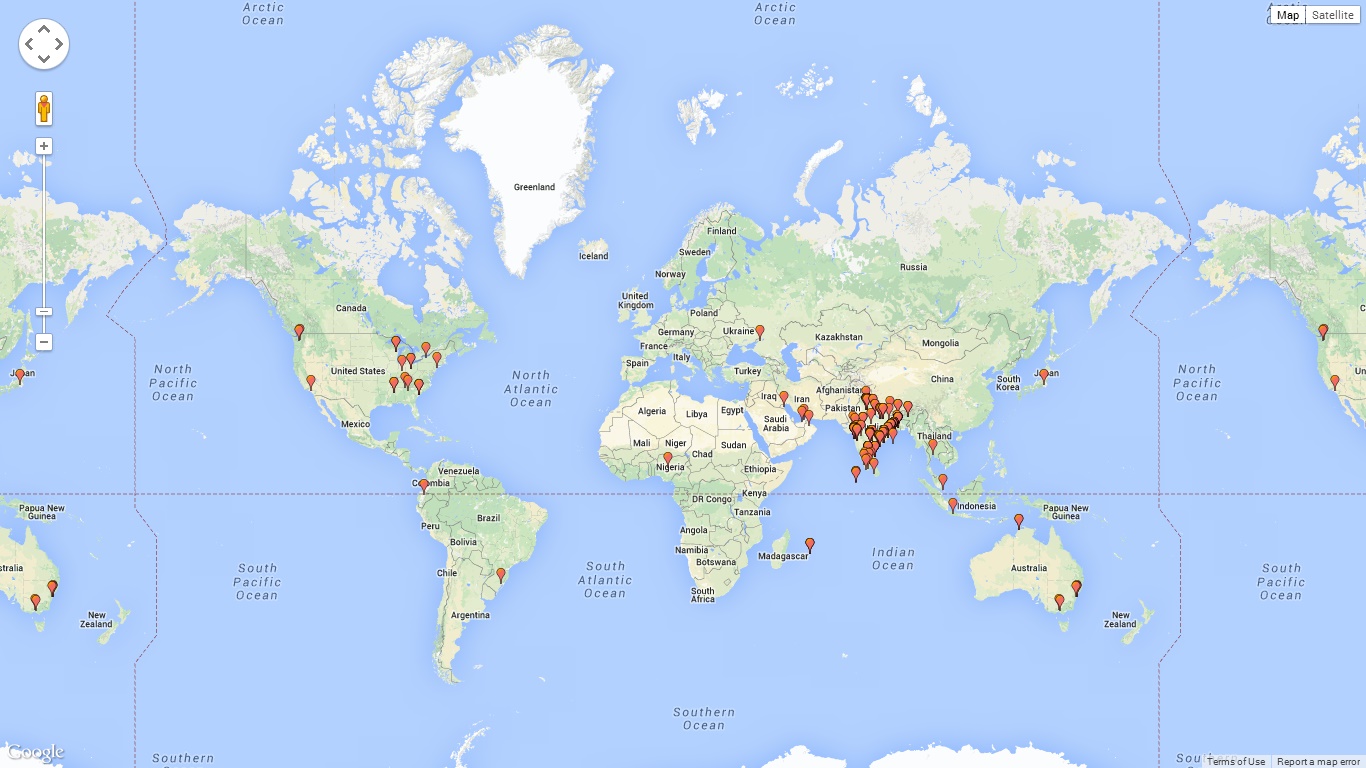 Arctic
Ocean
Arctic
Ocean
Arctic
Ocean
Map
Satellite
Greenland
Finland
Iceland
Sweden
Russia
Norway
United
Kingdom
Canada
Poland
Germany
Ukraine
Kazakhstan
Mongolia
France
Italy
Spain
Turkey
United States
Japan
Japan
South
Korea
China
North
Pacific
Ocean
North
Atlantic
Ocean
North
Pacific
Ocean
Afghanistan
Iraq
Iran
Pakistan
Algeria
Libya
Egypt
Saudi
Arabia
India
Mexico
Mali
Niger
Chad
Sudan
Thailand
Nigeria
Ethiopia
Venezuela
Colombia
DR Congo
Kenya
Tanzania
Indonesia
Papua New
Guinea
Papua New
Guinea
Peru
Brazil
Angola
Bolivia
Namibia
Botswana
Madagascar
Indian
Ocean
Australia
stralia
Chile
South
Pacific
Ocean
South
Atlantic
Ocean
South
Africa
South
Pacific
Ocean
Argentina
New
Zealand
New
Zealand
Southern
Ocean
Southern
Google
Terms of Use
Report a map error